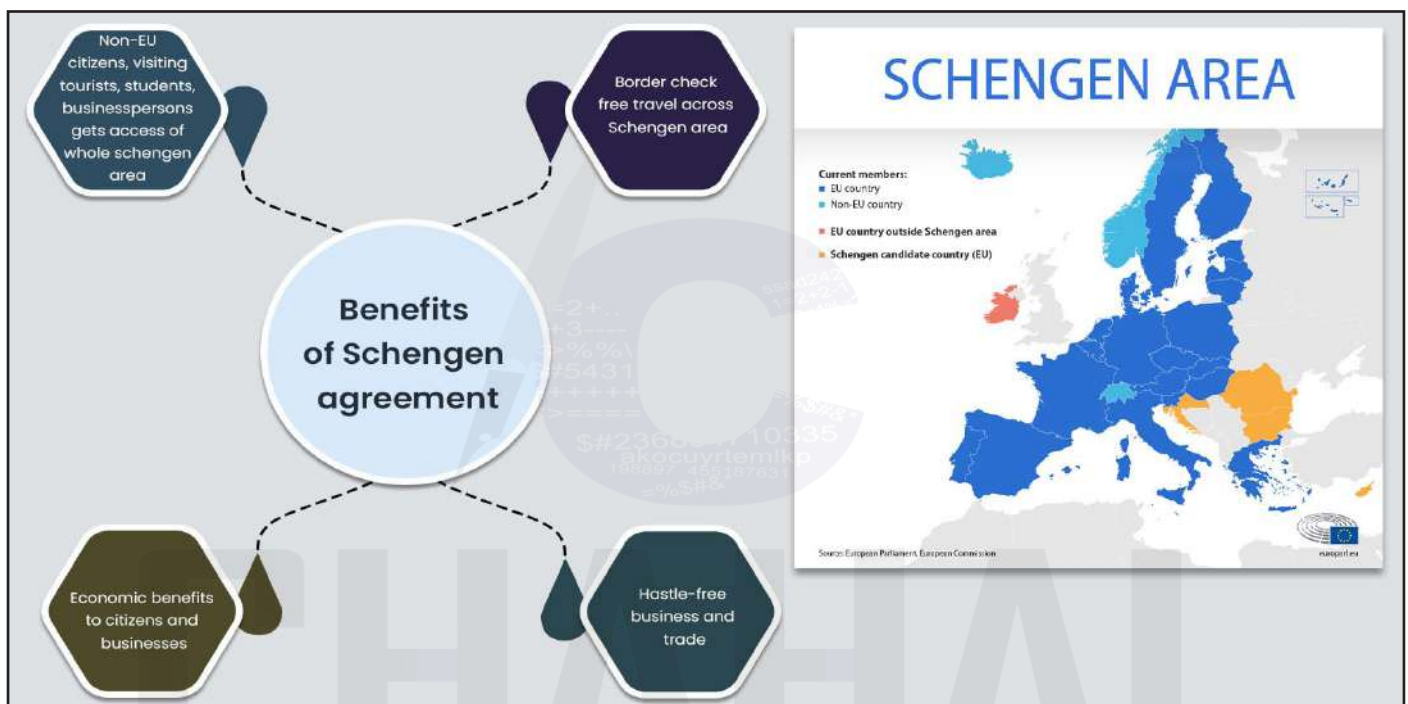 Non-EU
citizens, visiting
tourists, students,
businesspersons
gets access of
whole schengen
area
Border check
free travel across
Schengen area
Benefits
of Schengen
agreement
Economic benefits
to citizens and
businesses
Hastle-free
business and
trade
SCHENGEN AREA
Current members:
EU country
Non-EU country
EU country outside Schengen area
Schengen candidate country (EU)
Source: European Parliament, European Commission
europarl.eu
CHAHAL